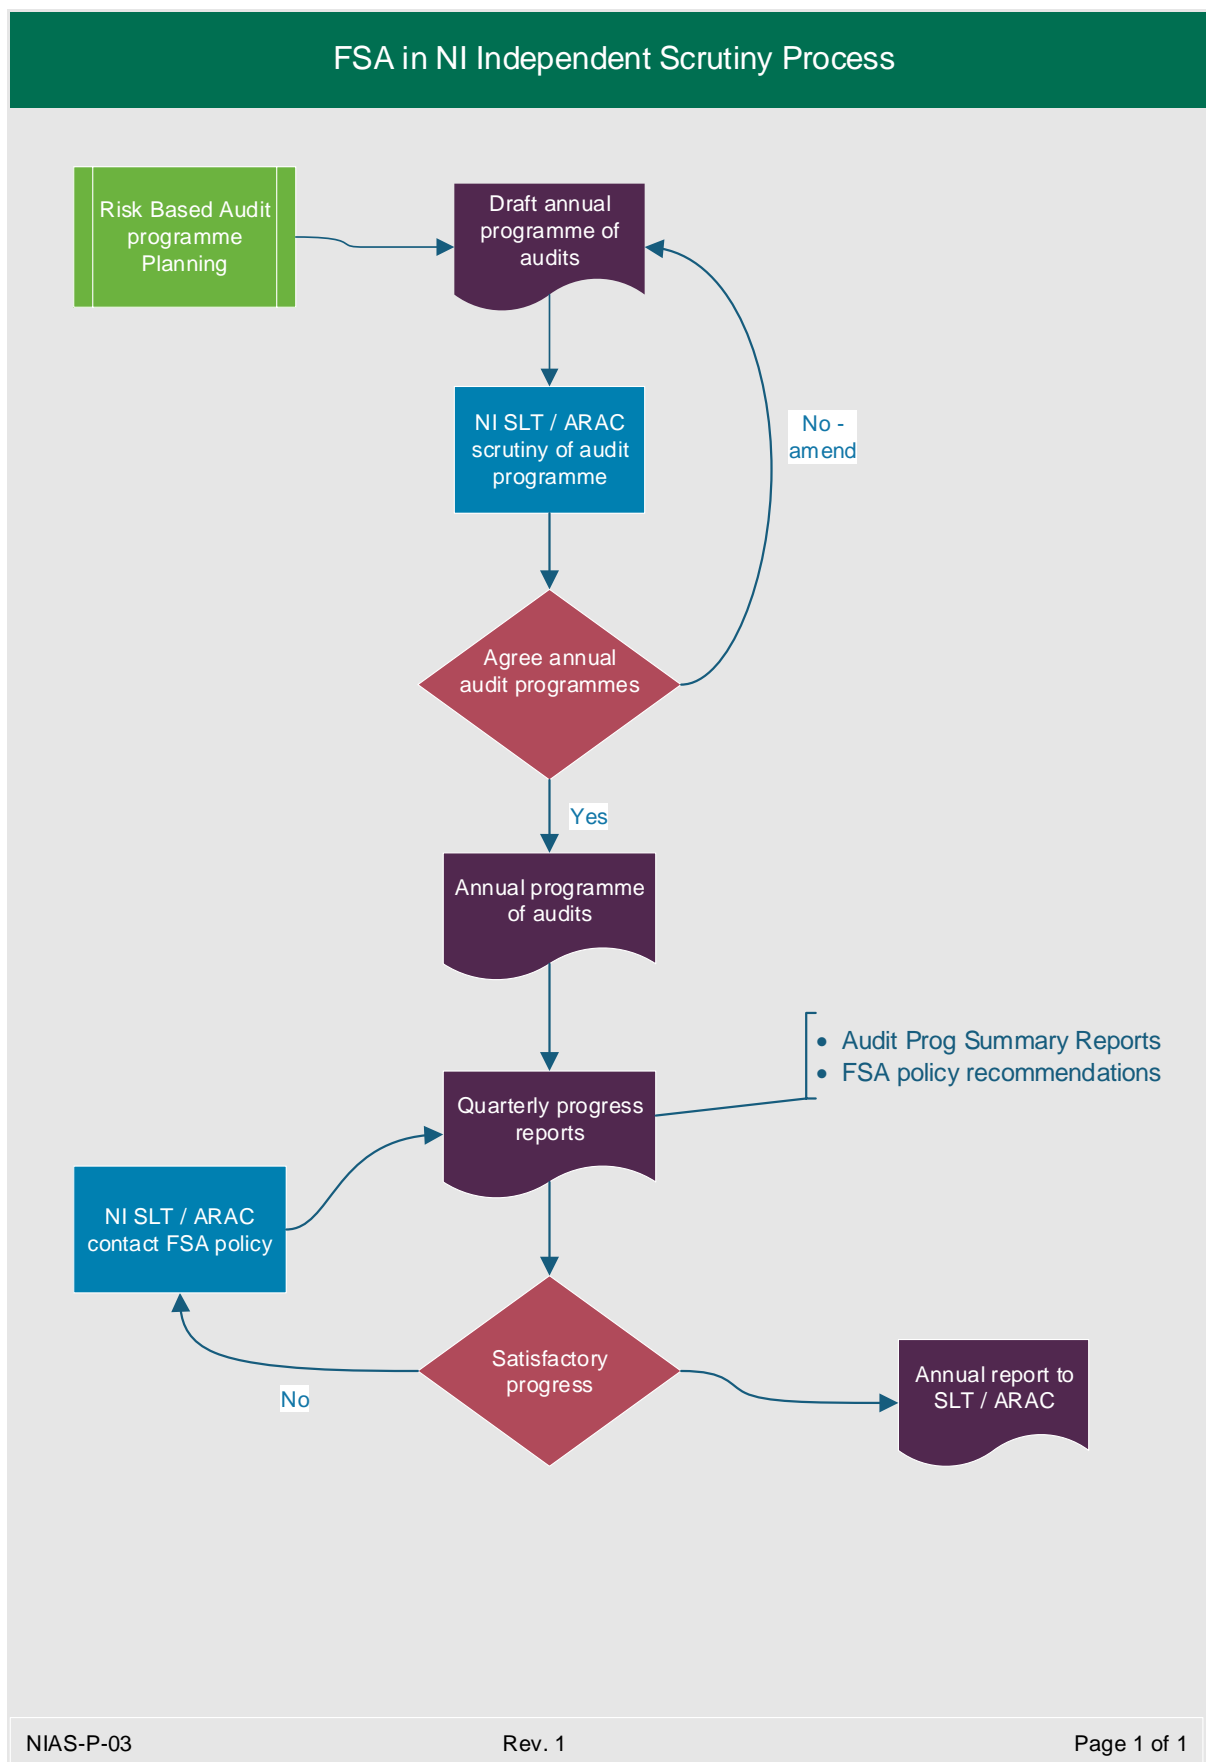 FSA in NI Independent Scrutiny Process
Risk Based Audit
programme
Planning
Draft annual
programme of
audits
NI SLT / ARAC
scrutiny of audit
programme
No -
amend
Agree annual
audit programmes
Yes
Annual programme
of audits
• Audit Prog Summary Reports
• FSA policy recommendations
Quarterly progress
reports
NI SLT / ARAC
contact FSA policy
Satisfactory
progress
No
Annual report to
SLT / ARAC
NIAS-P-03
Rev. 1
Page 1 of 1